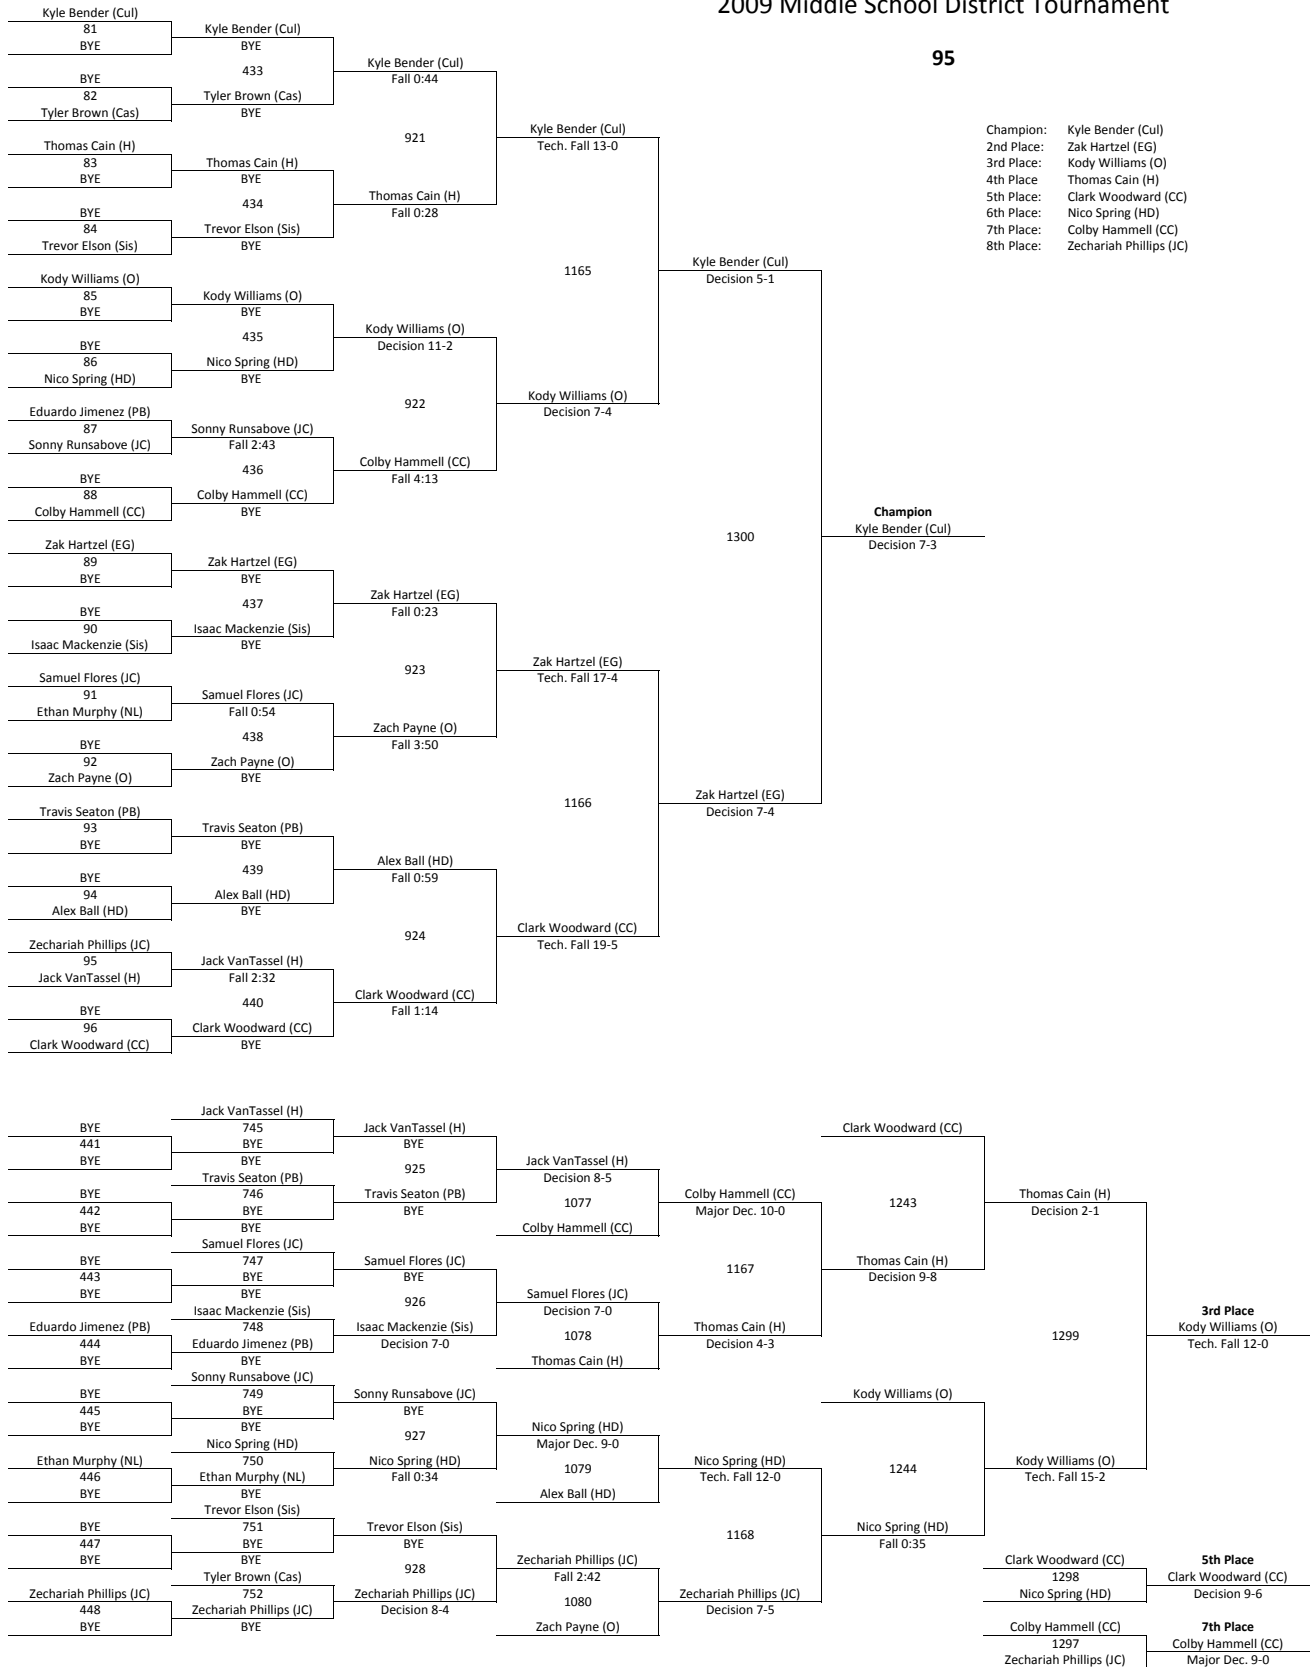 2009 Middle School District Tournament
95
Champion: Kyle Bender (Cul)
2nd Place: Zak Hartzel (EG)
3rd Place: Kody Williams (O)
4th Place Thomas Cain (H)
5th Place: Clark Woodward (CC)
6th Place: Nico Spring (HD)
7th Place: Colby Hammell (CC)
8th Place: Zechariah Phillips (JC)
Kyle Bender (Cul)
81
BYE
BYE
82
Tyler Brown (Cas)
Thomas Cain (H)
83
BYE
BYE
84
Trevor Elson (Sis)
Kody Williams (O)
85
BYE
BYE
86
Nico Spring (HD)
Eduardo Jimenez (PB)
87
Sonny Runsabove (JC)
BYE
88
Colby Hammell (CC)
Zak Hartzel (EG)
89
BYE
BYE
90
Isaac Mackenzie (Sis)
Samuel Flores (JC)
91
Ethan Murphy (NL)
BYE
92
Zach Payne (O)
Travis Seaton (PB)
93
BYE
BYE
94
Alex Ball (HD)
Zechariah Phillips (JC)
95
Jack VanTassel (H)
BYE
96
Clark Woodward (CC)
Kyle Bender (Cul)
BYE
433
Tyler Brown (Cas)
BYE
Thomas Cain (H)
BYE
434
Trevor Elson (Sis)
BYE
Kody Williams (O)
BYE
435
Nico Spring (HD)
BYE
Sonny Runsabove (JC)
Fall 2:43
436
Colby Hammell (CC)
BYE
Zak Hartzel (EG)
BYE
437
Isaac Mackenzie (Sis)
BYE
Samuel Flores (JC)
Fall 0:54
438
Zach Payne (O)
BYE
Travis Seaton (PB)
BYE
439
Alex Ball (HD)
BYE
Jack VanTassel (H)
Fall 2:32
440
Clark Woodward (CC)
BYE
Kyle Bender (Cul)
Fall 0:44
921
Thomas Cain (H)
Fall 0:28
Kody Williams (O)
Decision 11-2
922
Colby Hammell (CC)
Fall 4:13
Zak Hartzel (EG)
Fall 0:23
923
Zach Payne (O)
Fall 3:50
Alex Ball (HD)
Fall 0:59
924
Clark Woodward (CC)
Fall 1:14
Kyle Bender (Cul)
Tech. Fall 13-0
1165
Kody Williams (O)
Decision 7-4
Zak Hartzel (EG)
Tech. Fall 17-4
1166
Clark Woodward (CC)
Tech. Fall 19-5
Kyle Bender (Cul)
Decision 5-1
1300
Zak Hartzel (EG)
Decision 7-4
Champion
Kyle Bender (Cul)
Decision 7-3
BYE
441
BYE
BYE
442
BYE
BYE
443
BYE
Eduardo Jimenez (PB)
444
BYE
BYE
445
BYE
Ethan Murphy (NL)
446
BYE
BYE
447
BYE
Zechariah Phillips (JC)
448
BYE
Jack VanTassel (H)
745
BYE
BYE
Travis Seaton (PB)
746
BYE
BYE
Samuel Flores (JC)
747
BYE
BYE
Isaac Mackenzie (Sis)
748
Eduardo Jimenez (PB)
BYE
Sonny Runsabove (JC)
749
BYE
BYE
Nico Spring (HD)
750
Ethan Murphy (NL)
BYE
Trevor Elson (Sis)
751
BYE
BYE
Tyler Brown (Cas)
752
Zechariah Phillips (JC)
BYE
Jack VanTassel (H)
BYE
925
Travis Seaton (PB)
BYE
Samuel Flores (JC)
BYE
926
Isaac Mackenzie (Sis)
Decision 7-0
Sonny Runsabove (JC)
BYE
927
Nico Spring (HD)
Fall 0:34
Trevor Elson (Sis)
BYE
928
Zechariah Phillips (JC)
Decision 8-4
Jack VanTassel (H)
Decision 8-5
1077
Colby Hammell (CC)
Samuel Flores (JC)
Decision 7-0
1078
Thomas Cain (H)
Nico Spring (HD)
Major Dec. 9-0
1079
Alex Ball (HD)
Zechariah Phillips (JC)
Fall 2:42
1080
Zach Payne (O)
Colby Hammell (CC)
Major Dec. 10-0
1167
Thomas Cain (H)
Decision 4-3
Nico Spring (HD)
Tech. Fall 12-0
1168
Zechariah Phillips (JC)
Decision 7-5
Clark Woodward (CC)
1243
Thomas Cain (H)
Decision 9-8
Kody Williams (O)
1244
Nico Spring (HD)
Fall 0:35
Thomas Cain (H)
Decision 2-1
1299
Kody Williams (O)
Tech. Fall 15-2
3rd Place
Kody Williams (O)
Tech. Fall 12-0
Clark Woodward (CC)
1298
Nico Spring (HD)
5th Place
Clark Woodward (CC)
Decision 9-6
Colby Hammell (CC)
1297
Zechariah Phillips (JC)
7th Place
Colby Hammell (CC)
Major Dec. 9-0